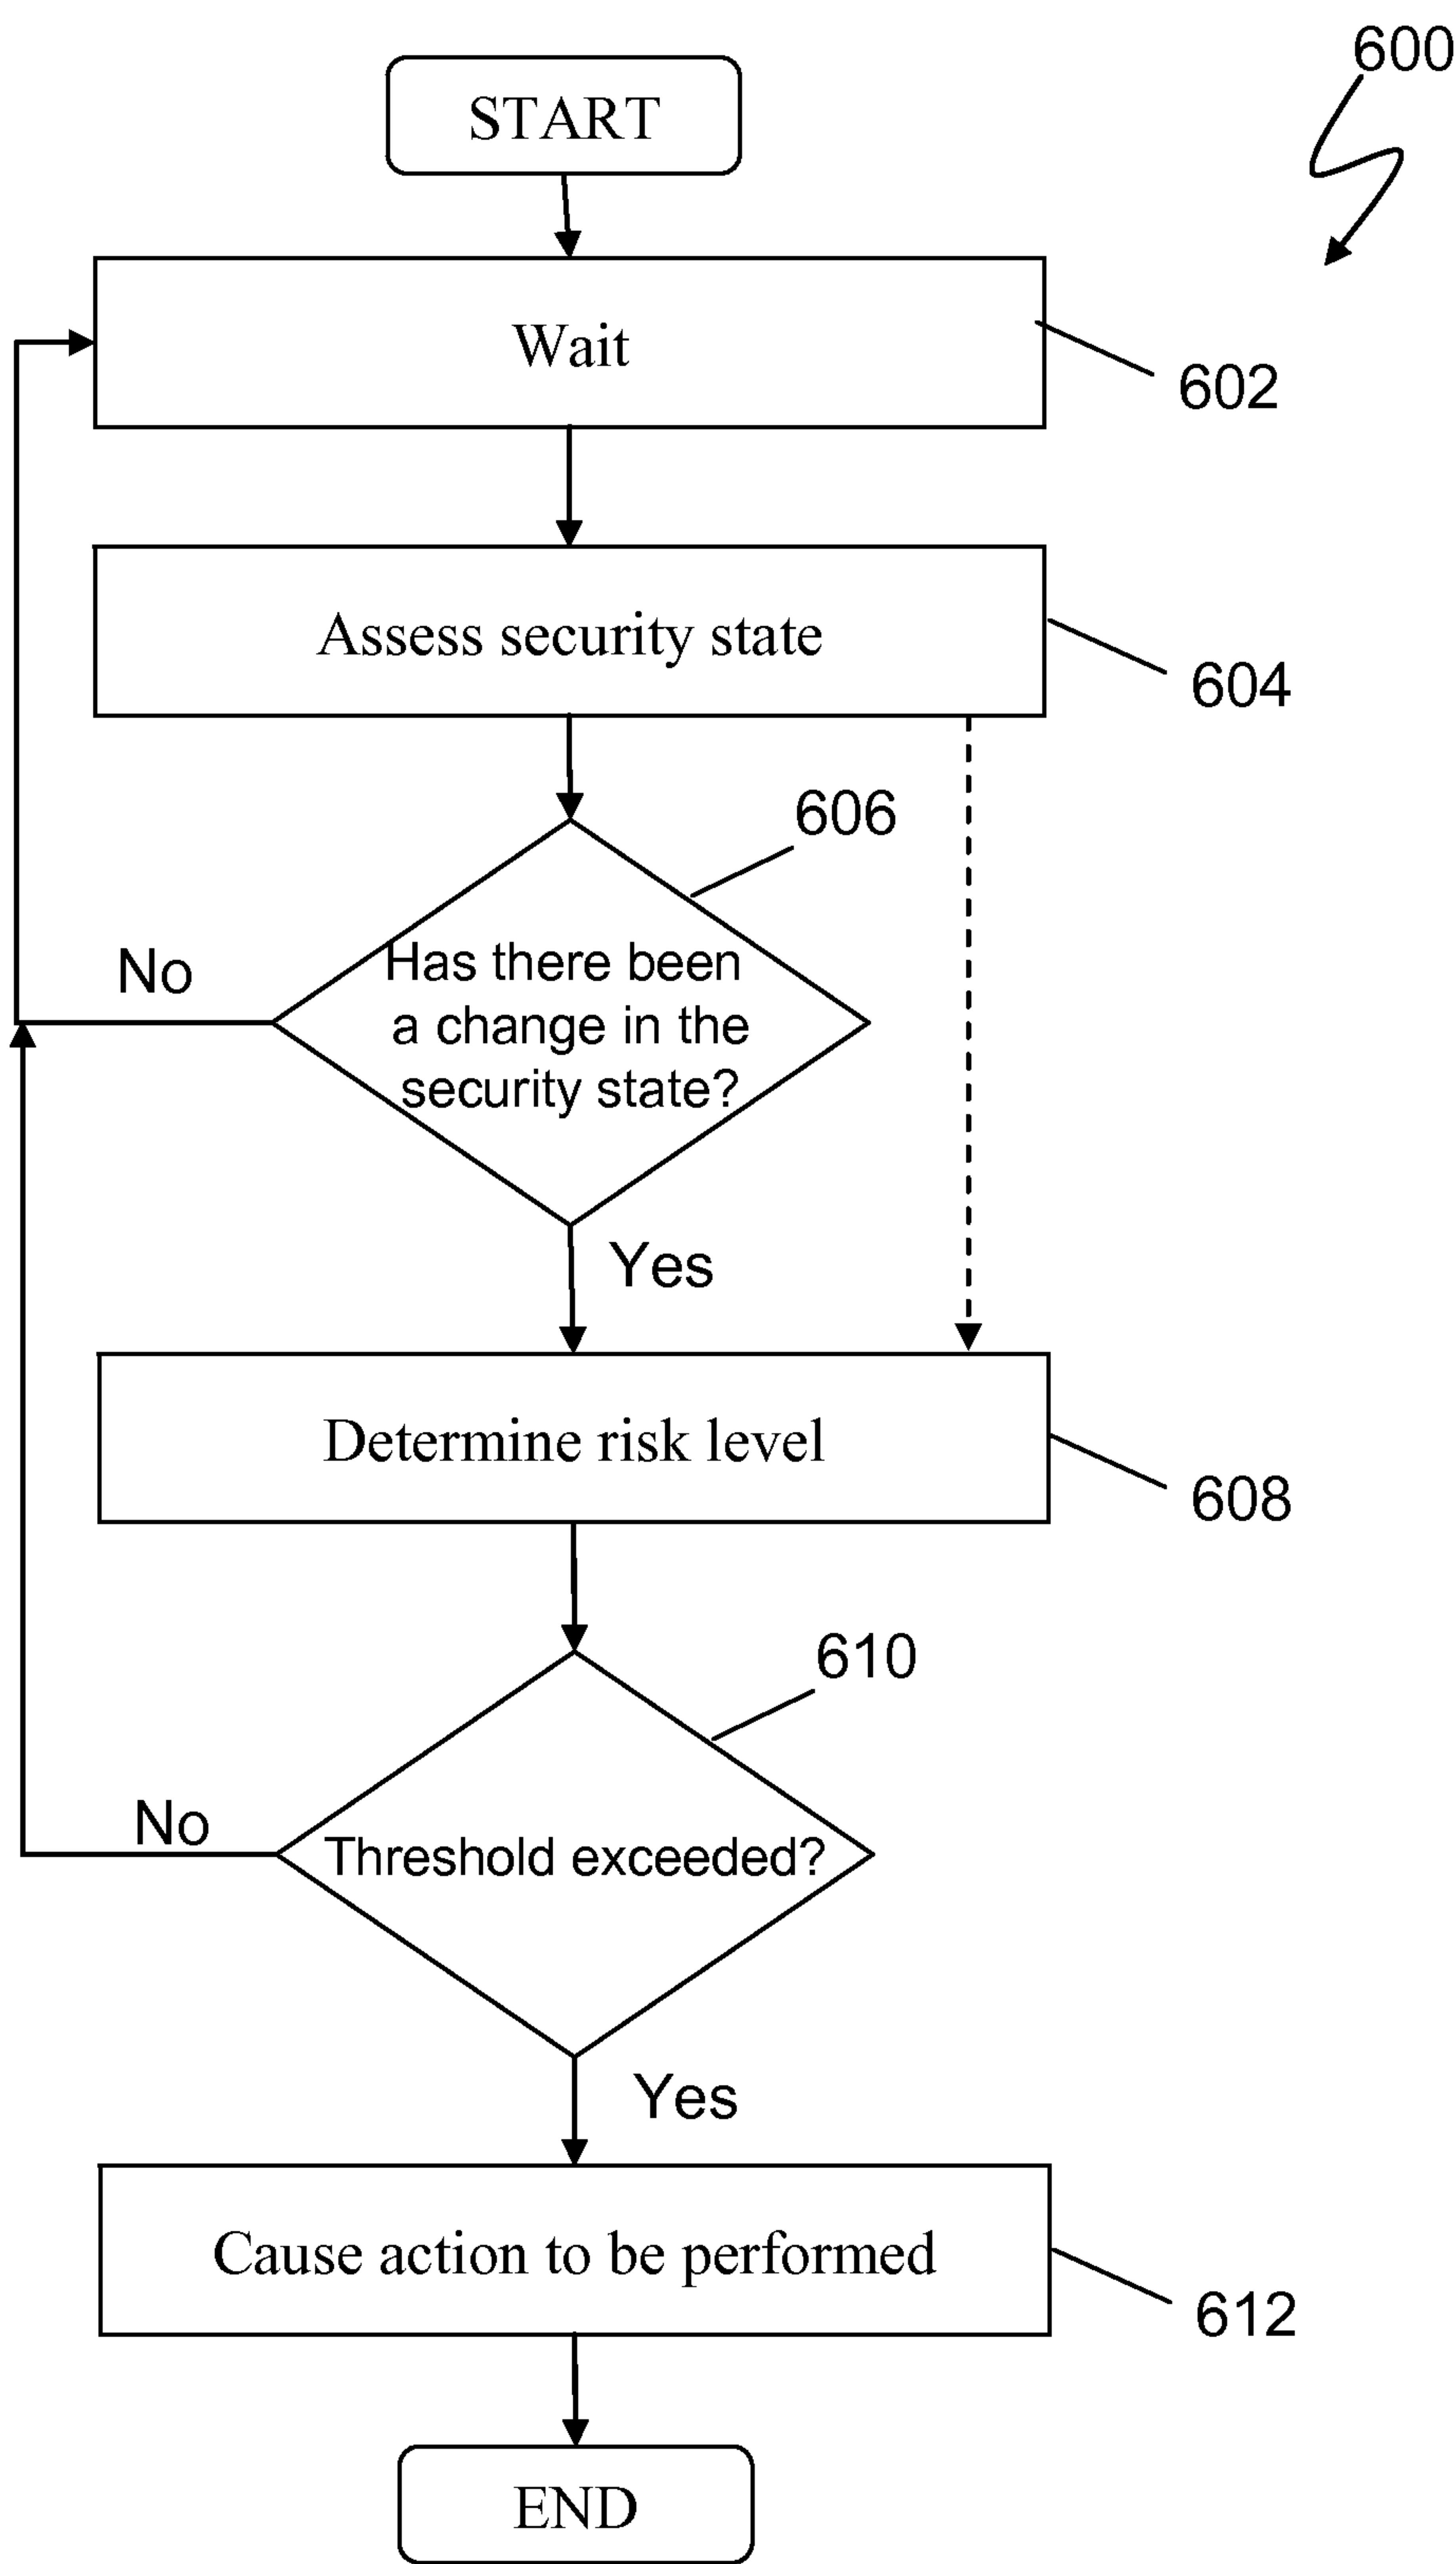 600
START
Wait
602
Assess security state
604
606
Has there been
a change in the
security state?
No
Yes
Determine risk level
608
610
Threshold exceeded?
No
Yes
Cause action to be performed
612
END